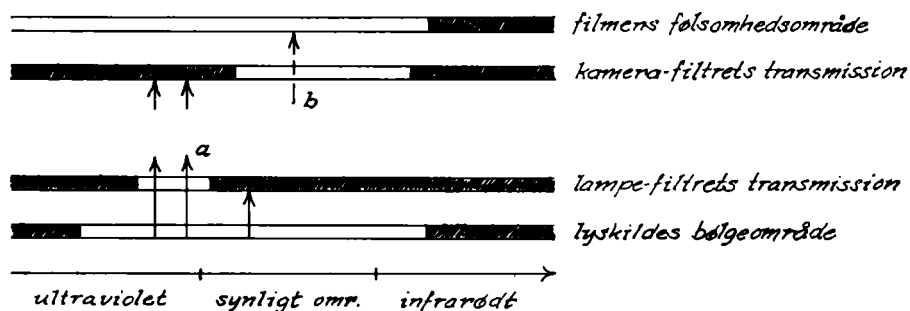 filmens følsomhedsområde
kamera-filtrets transmission
b
a
lampe-filtrets transmission
lyskildes bølgeområde
ultraviolet synligt omr. infrarødt